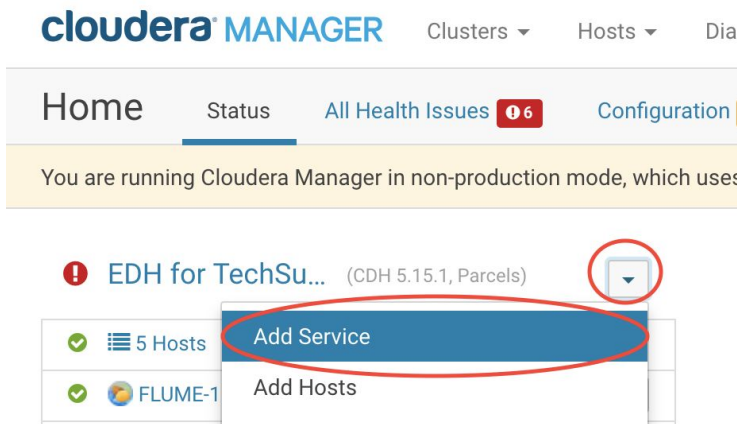 cloudera MANAGER Clusters Hosts Dia
Home Status All Health Issues 6 Configuration
You are running Cloudera Manager in non-production mode, which uses
EDH for TechSu... (CDH 5.15.1, Parcels)
5 Hosts Add Service
FLUME-1 Add Hosts